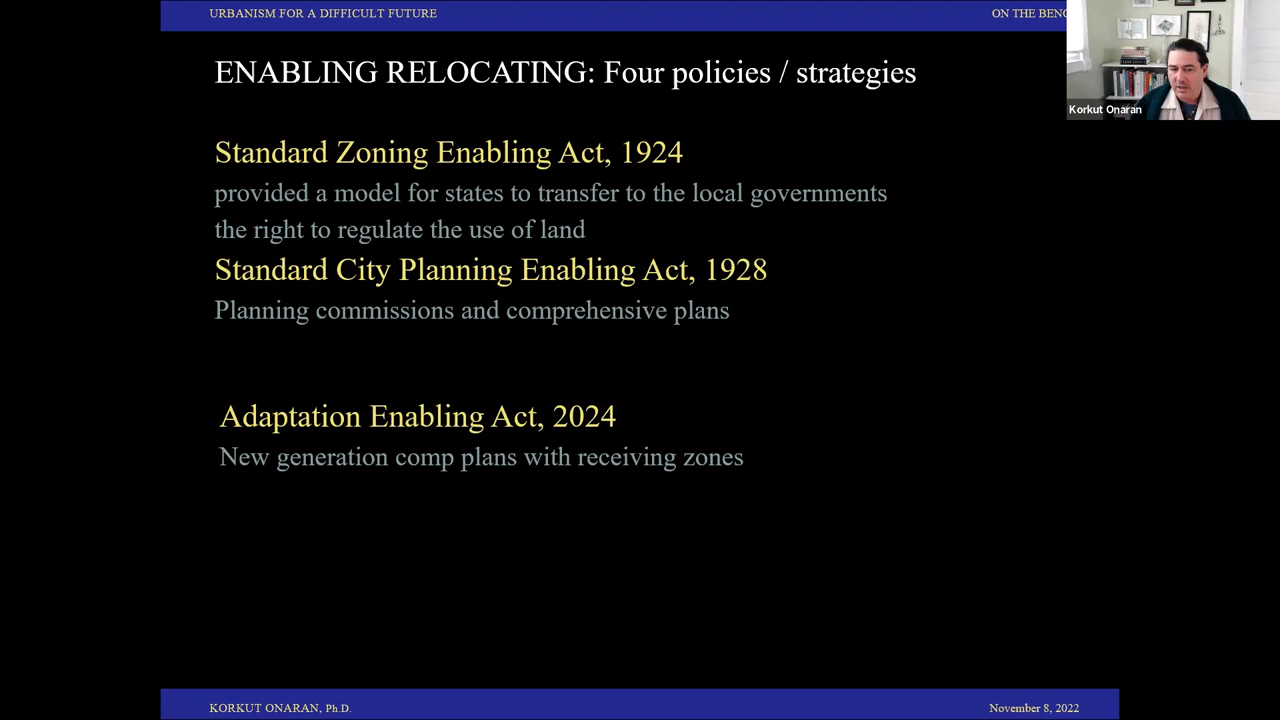 URBANISM FOR A DIFFICULT FUTURE
ON THE
ENABLING RELOCATING: Four policies / strategies
Korkut Onaran
Standard Zoning Enabling Act, 1924
provided a model for states to transfer to the local governments
the right to regulate the use of land
Standard City Planning Enabling Act, 1928
Planning commissions and comprehensive plans
Adaptation Enabling Act, 2024
New generation comp plans with receiving zones
KORKUT ONARAN, Ph.D.
November 8, 2022